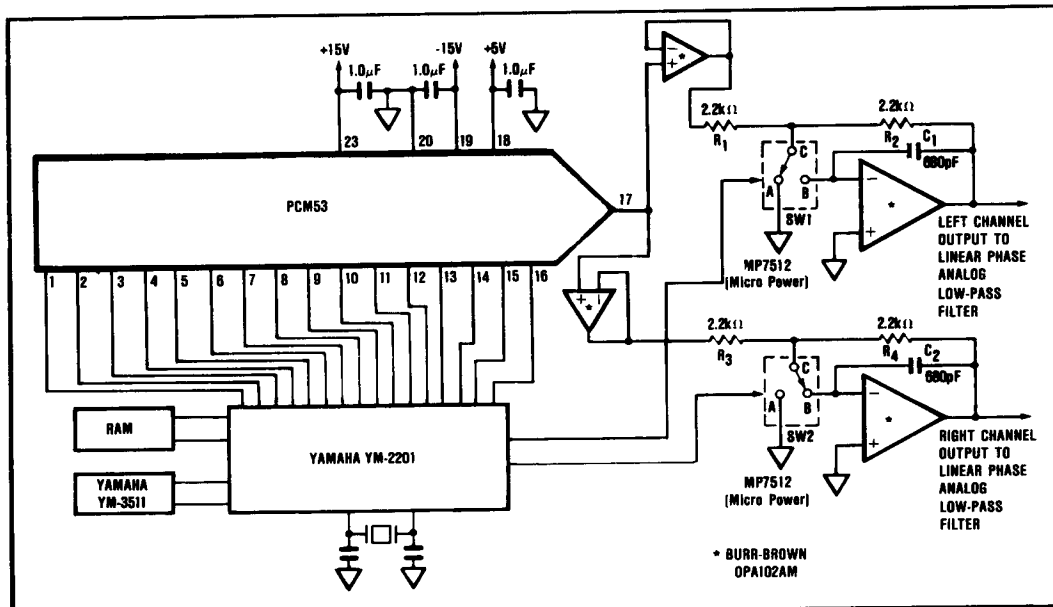 +15V
-15V
+5V
1.0μF
1.0μF
1.0μF
23
20
19
18
PCM53
17
1
2
3
4
5
6
7
8
9
10
11
12
13
14
15
16
RAM
YAMAHA
YM-3511
YAMAHA YM-2201
*
+
2.2kΩ
R1
2.2kΩ
R2
C1
680pF
C
A
B
SW1
MP7512
(Micro Power)
−
*
+
LEFT CHANNEL
OUTPUT TO
LINEAR PHASE
ANALOG
LOW-PASS
FILTER
+
*
2.2kΩ
R3
2.2kΩ
R4
C2
680pF
C
A
B
SW2
MP7512
(Micro Power)
−
*
+
RIGHT CHANNEL
OUTPUT TO
LINEAR PHASE
ANALOG
LOW-PASS
FILTER
* BURR-BROWN
OPA102AM